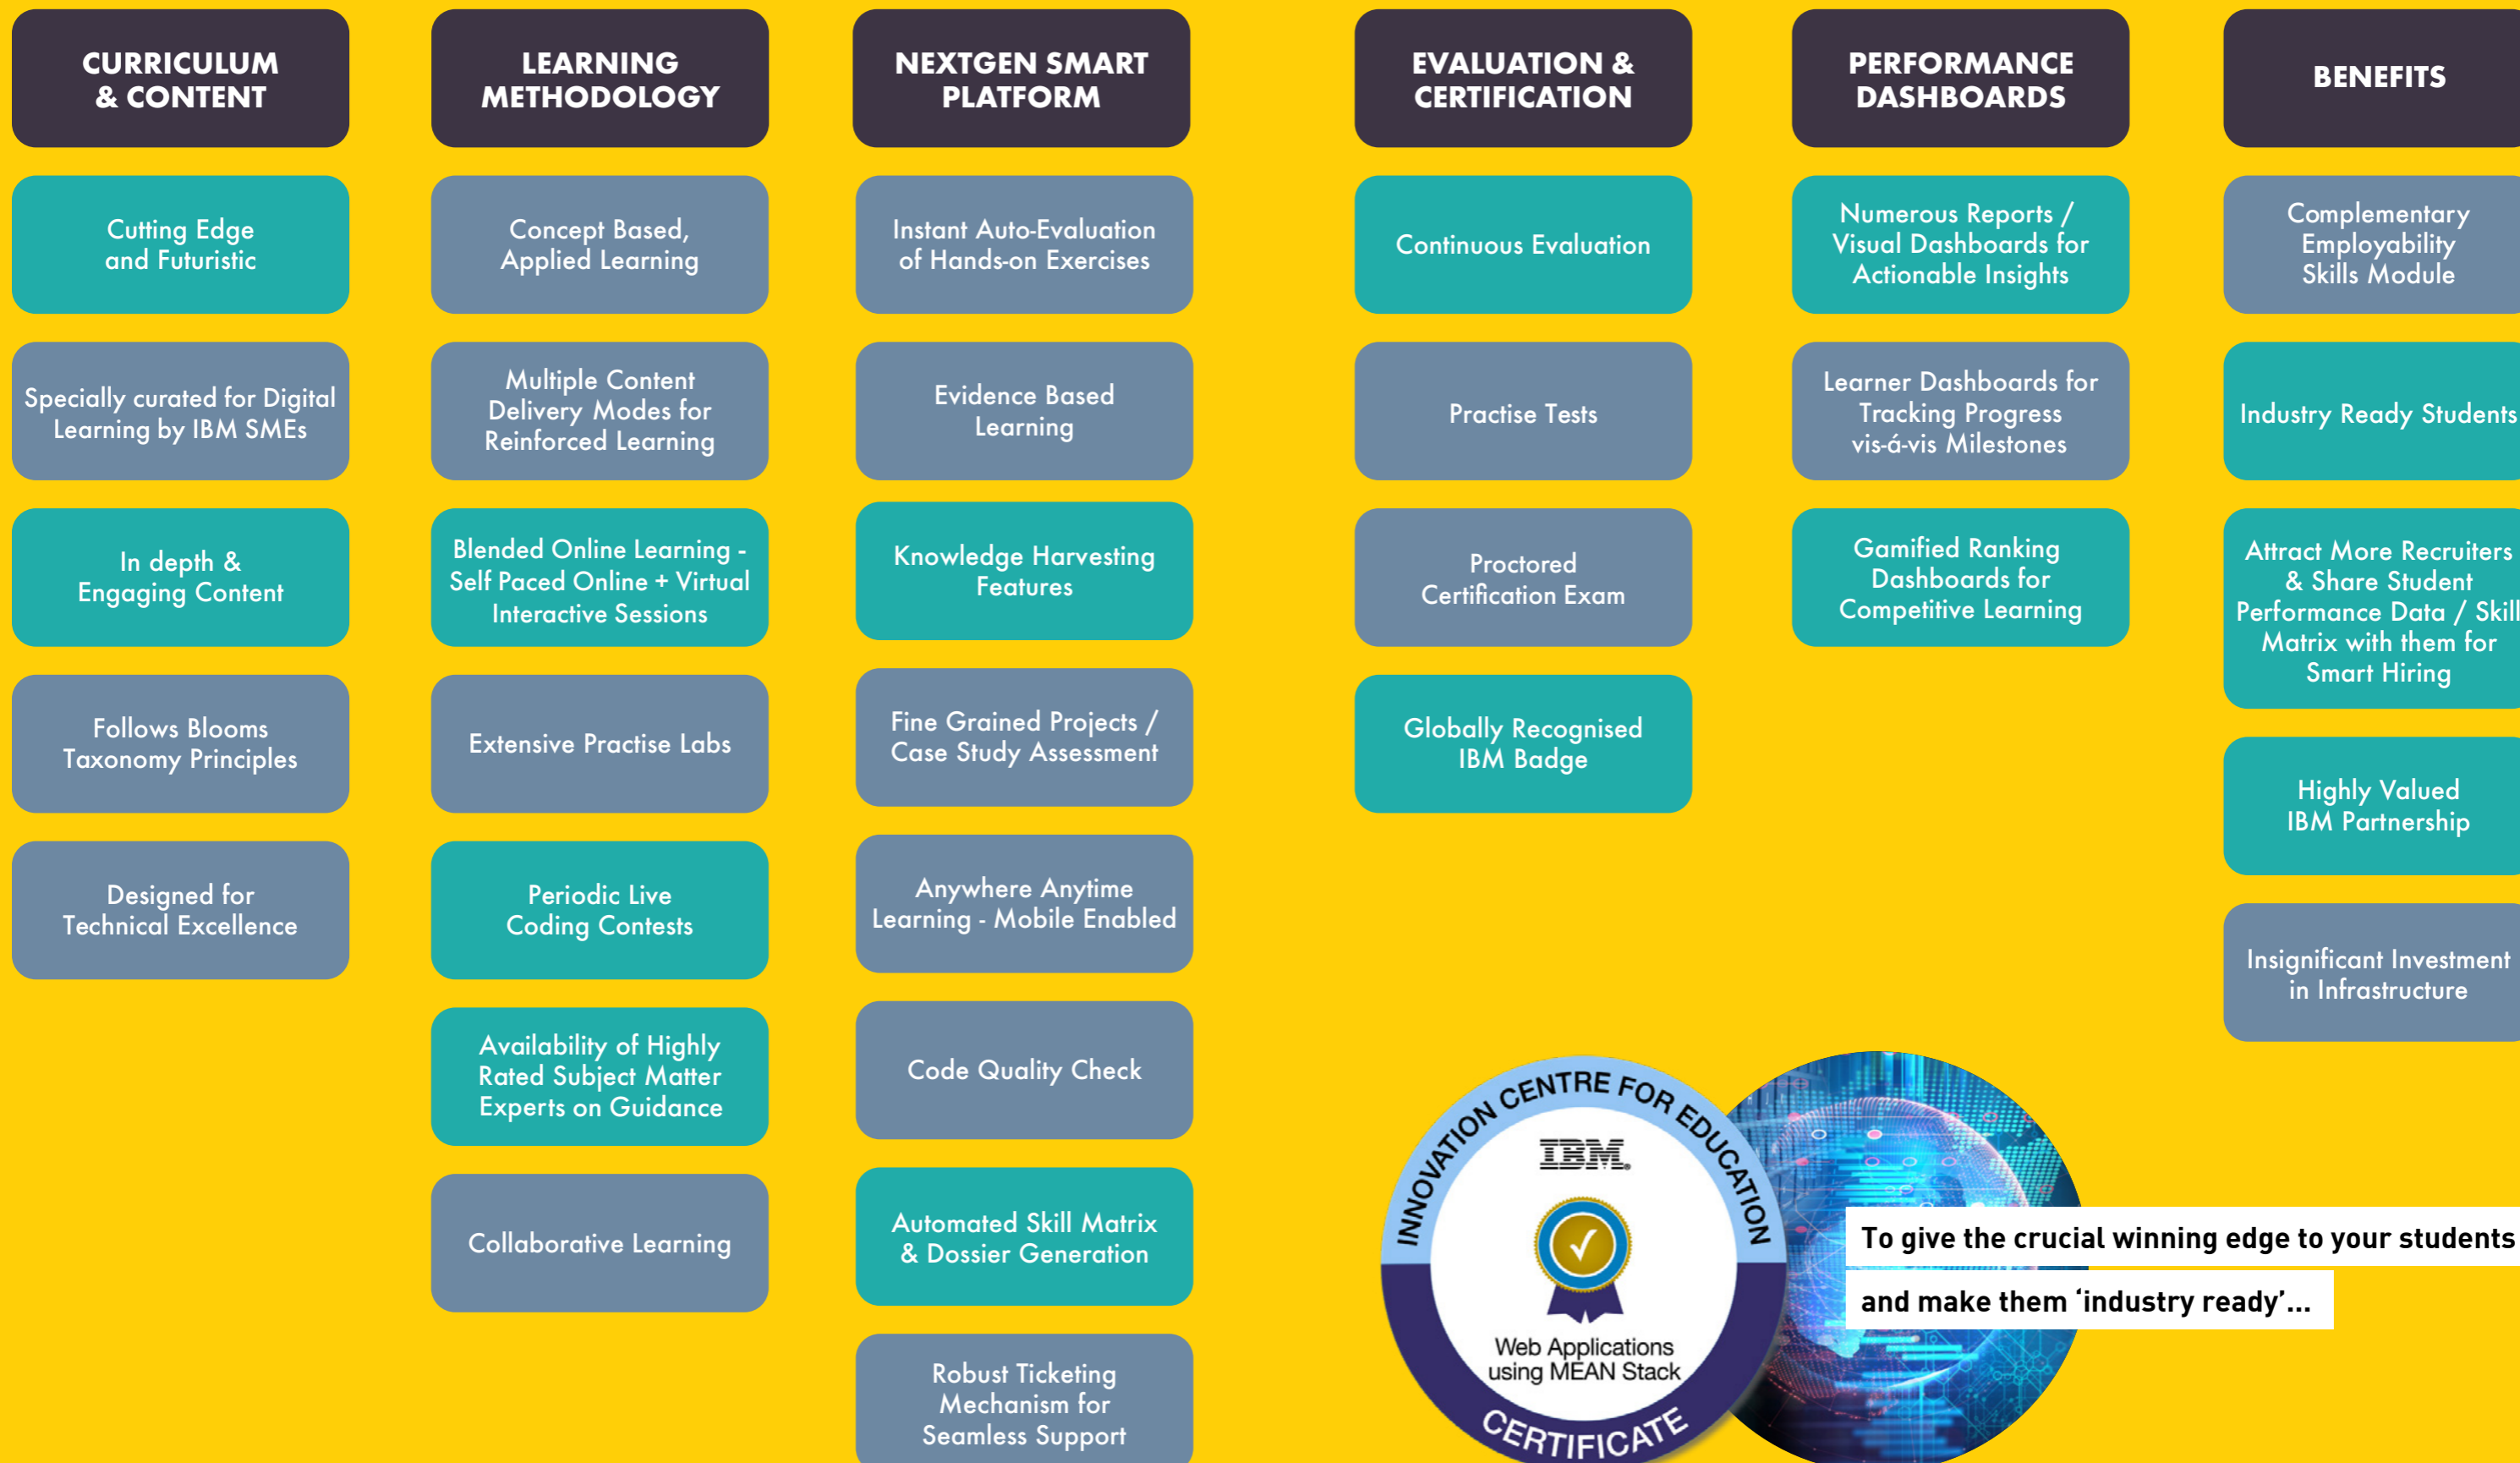 CURRICULUM
& CONTENT
Cutting Edge
and Futuristic
Specially curated for Digital
Learning by IBM SMEs
In depth &
Engaging Content
Follows Blooms
Taxonomy Principles
Designed for
Technical Excellence
LEARNING
METHODOLOGY
Concept Based,
Applied Learning
Multiple Content
Delivery Modes for
Reinforced Learning
Blended Online Learning -
Self Paced Online + Virtual
Interactive Sessions
Extensive Practise Labs
Periodic Live
Coding Contests
Availability of Highly
Rated Subject Matter
Experts on Guidance
Collaborative Learning
NEXTGEN SMART
PLATFORM
Instant Auto-Evaluation
of Hands-on Exercises
Evidence Based
Learning
Knowledge Harvesting
Features
Fine Grained Projects /
Case Study Assessment
Anywhere Anytime
Learning - Mobile Enabled
Code Quality Check
Automated Skill Matrix
& Dossier Generation
Robust Ticketing
Mechanism for
Seamless Support
EVALUATION &
CERTIFICATION
Continuous Evaluation
Practise Tests
Proctored
Certification Exam
Globally Recognised
IBM Badge
PERFORMANCE
DASHBOARDS
Numerous Reports /
Visual Dashboards for
Actionable Insights
Learner Dashboards for
Tracking Progress
vis-á-vis Milestones
Gamified Ranking
Dashboards for
Competitive Learning
BENEFITS
Complementary
Employability
Skills Module
Industry Ready Students
Attract More Recruiters
& Share Student
Performance Data / Skill
Matrix with them for
Smart Hiring
Highly Valued
IBM Partnership
Insignificant Investment
in Infrastructure
INNOVATION CENTRE FOR EDUCATION
IBM®
Web Applications
using MEAN Stack
CERTIFICATE
To give the crucial winning edge to your students
and make them ‘industry ready’...